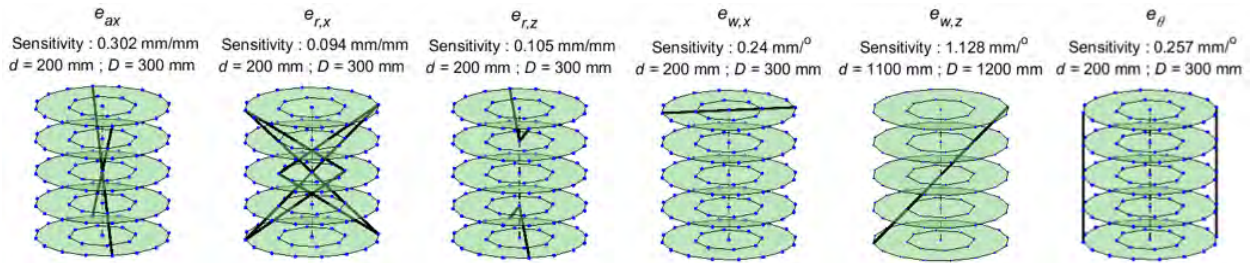 e_ax
Sensitivity : 0.302 mm/mm
d = 200 mm ; D = 300 mm
e_r,x
Sensitivity : 0.094 mm/mm
d = 200 mm ; D = 300 mm
e_r,z
Sensitivity : 0.105 mm/mm
d = 200 mm ; D = 300 mm
e_w,x
Sensitivity : 0.24 mm/°
d = 200 mm ; D = 300 mm
e_w,z
Sensitivity : 1.128 mm/°
d = 1100 mm ; D = 1200 mm
e_θ
Sensitivity : 0.257 mm/°
d = 200 mm ; D = 300 mm